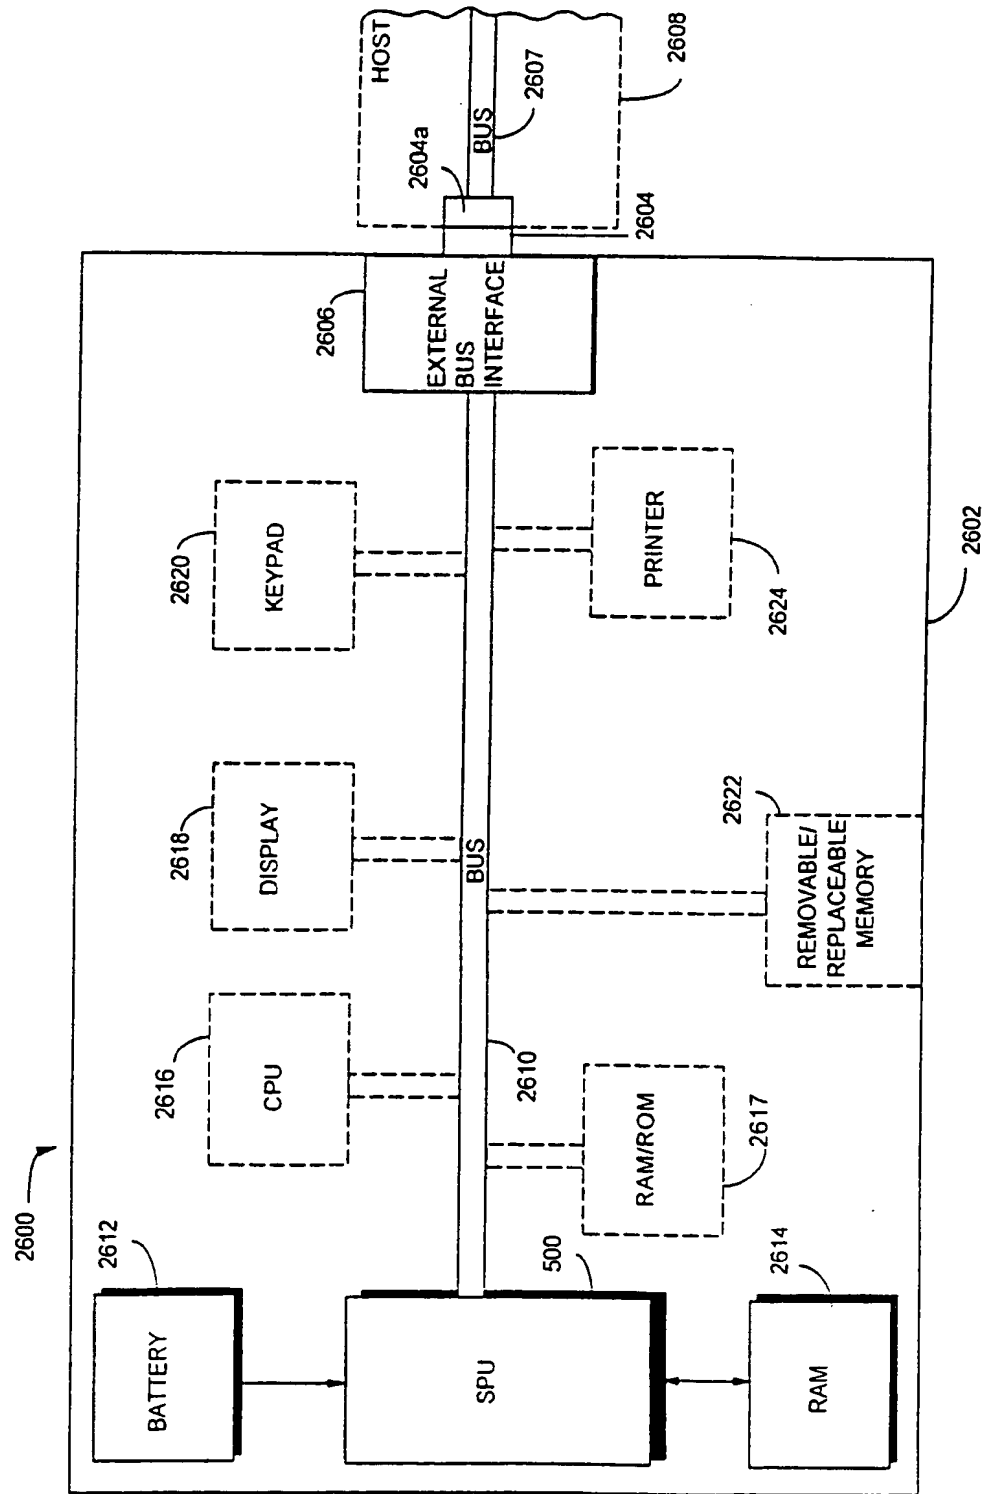 2600
BATTERY
2612
SPU
500
RAM
2614
CPU
2616
RAM/ROM
2617
2610
BUS
DISPLAY
2618
REMOVABLE/
REPLACEABLE
MEMORY
2622
KEYPAD
2620
PRINTER
2624
2602
EXTERNAL
BUS
INTERFACE
2606
2604
2604a
HOST
BUS
2607
2608